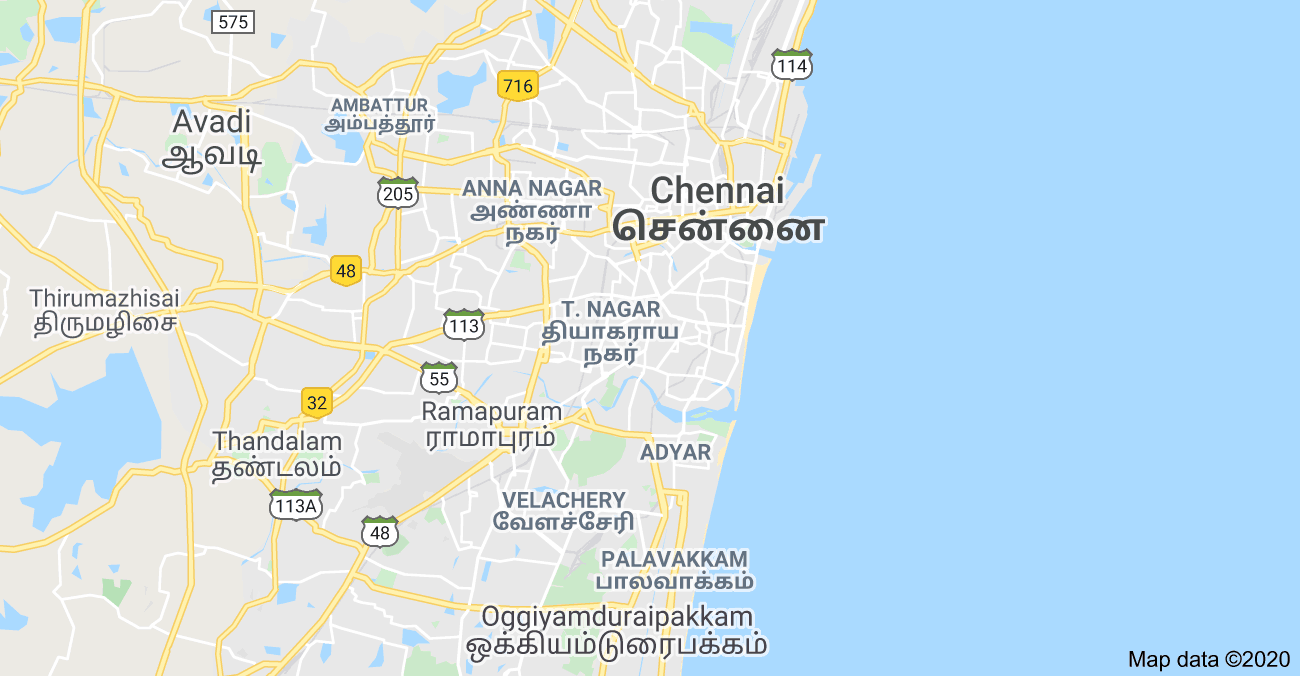 575
114
716
AMBATTUR
அம்பத்தூர்
Avadi
ஆவடி
205
ANNA NAGAR
அண்ணா
நகர்
Chennai
சென்னை
48
Thirumazhisai
திருமழிசை
113
T. NAGAR
தியாகராய
நகர்
55
32
Ramapuram
ராமாபுரம்
Thandalam
தண்டலம்
ADYAR
113A
VELACHERY
வேளச்சேரி
48
PALAVAKKAM
பாலவாக்கம்
Oggiyamduraipakkam
ஒக்கியம்டுரைபக்கம்
Map data ©2020